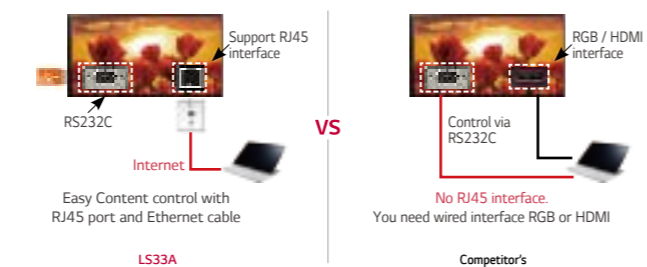 Support RJ45
interface
RS232C
Internet
Easy Content control with
RJ45 port and Ethernet cable
LS33A
VS
RGB / HDMI
interface
Control via
RS232C
No RJ45 interface.
You need wired interface RGB or HDMI
Competitor's